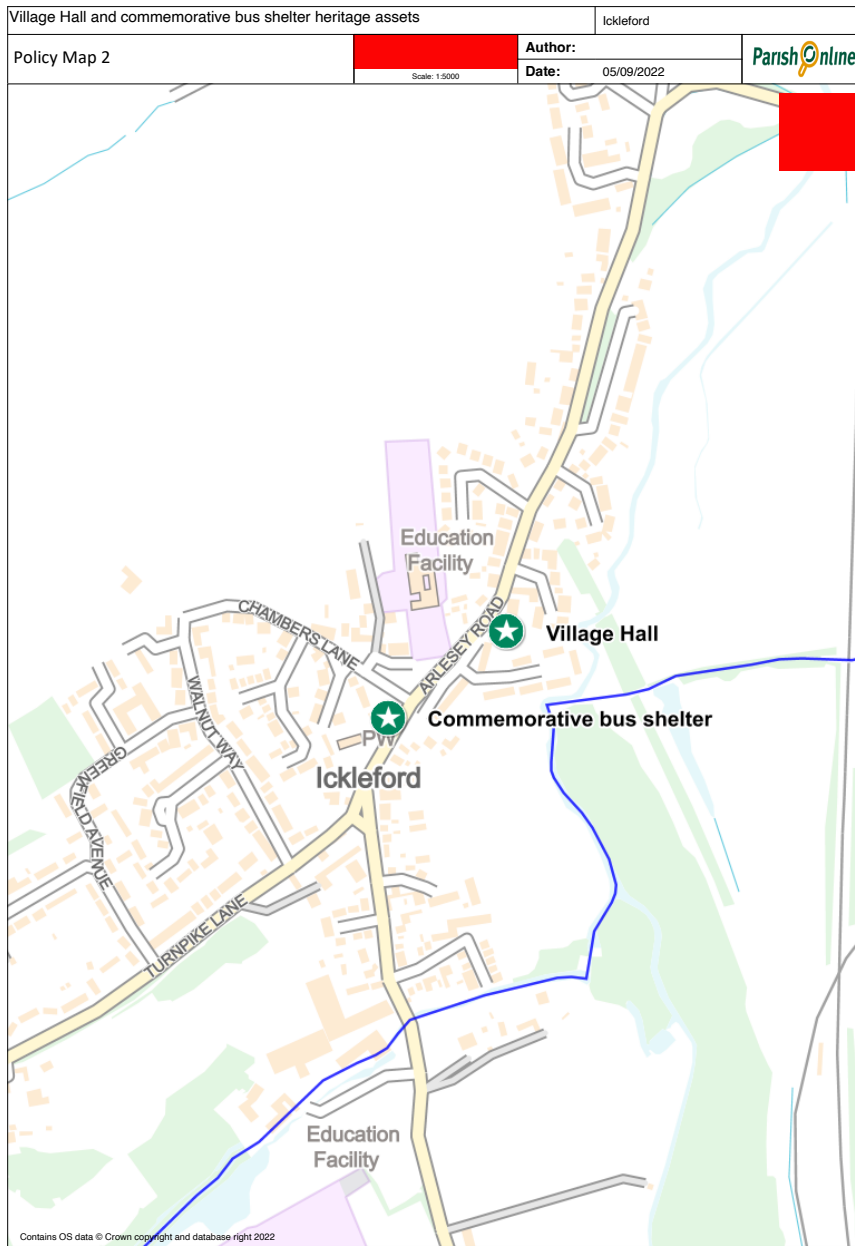 Village Hall and commemorative bus shelter heritage assets
Ickleford
Policy Map 2
Scale: 1:5000
Author:
Date: 05/09/2022
Parish Online
Education
Facility
CHAMBERS LANE
ARLESEY ROAD
Village Hall
WALNUT WAY
Commemorative bus shelter
PW
GREENFIELD AVENUE
Ickleford
TURNPIKE LANE
Education
Facility
Contains OS data © Crown copyright and database right 2022